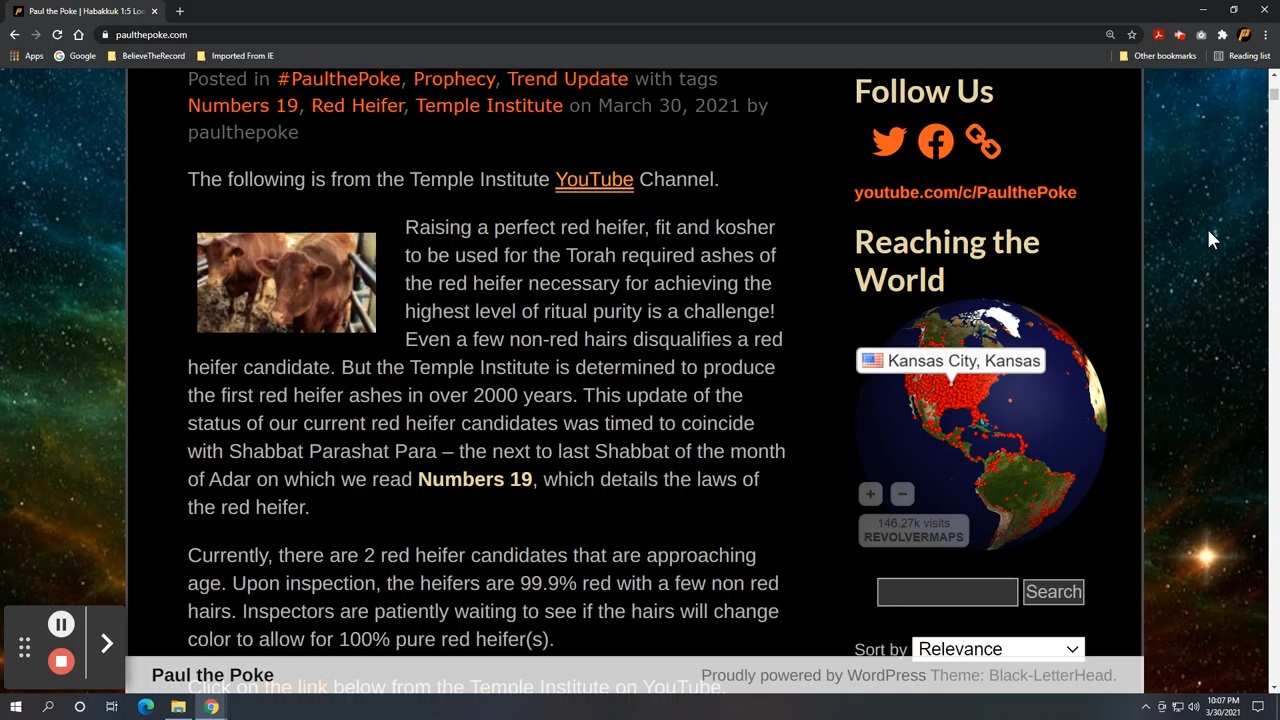 Paul the Poke | Habakkuk 1:5 Loo
paulthepoke.com
Apps
Google
BelieveTheRecord
Imported From IE
Other bookmarks
Reading list
Posted in #PaulthePoke, Prophecy, Trend Update with tags
Numbers 19, Red Heifer, Temple Institute on March 30, 2021 by
paulthepoke
The following is from the Temple Institute YouTube Channel.
Raising a perfect red heifer, fit and kosher
to be used for the Torah required ashes of
the red heifer necessary for achieving the
highest level of ritual purity is a challenge!
Even a few non-red hairs disqualifies a red
heifer candidate. But the Temple Institute is determined to produce
the first red heifer ashes in over 2000 years. This update of the
status of our current red heifer candidates was timed to coincide
with Shabbat Parashat Para – the next to last Shabbat of the month
of Adar on which we read Numbers 19, which details the laws of
the red heifer.
Currently, there are 2 red heifer candidates that are approaching
age. Upon inspection, the heifers are 99.9% red with a few non red
hairs. Inspectors are patiently waiting to see if the hairs will change
color to allow for 100% pure red heifer(s).
Click on the link below from the Temple Institute on YouTube.
Follow Us
youtube.com/c/PaulthePoke
Reaching the
World
Kansas City, Kansas
146.27k visits
REVOLVERMAPS
Search
Sort by Relevance
Paul the Poke
Proudly powered by WordPress Theme: Black-LetterHead.
10:07 PM
3/30/2021